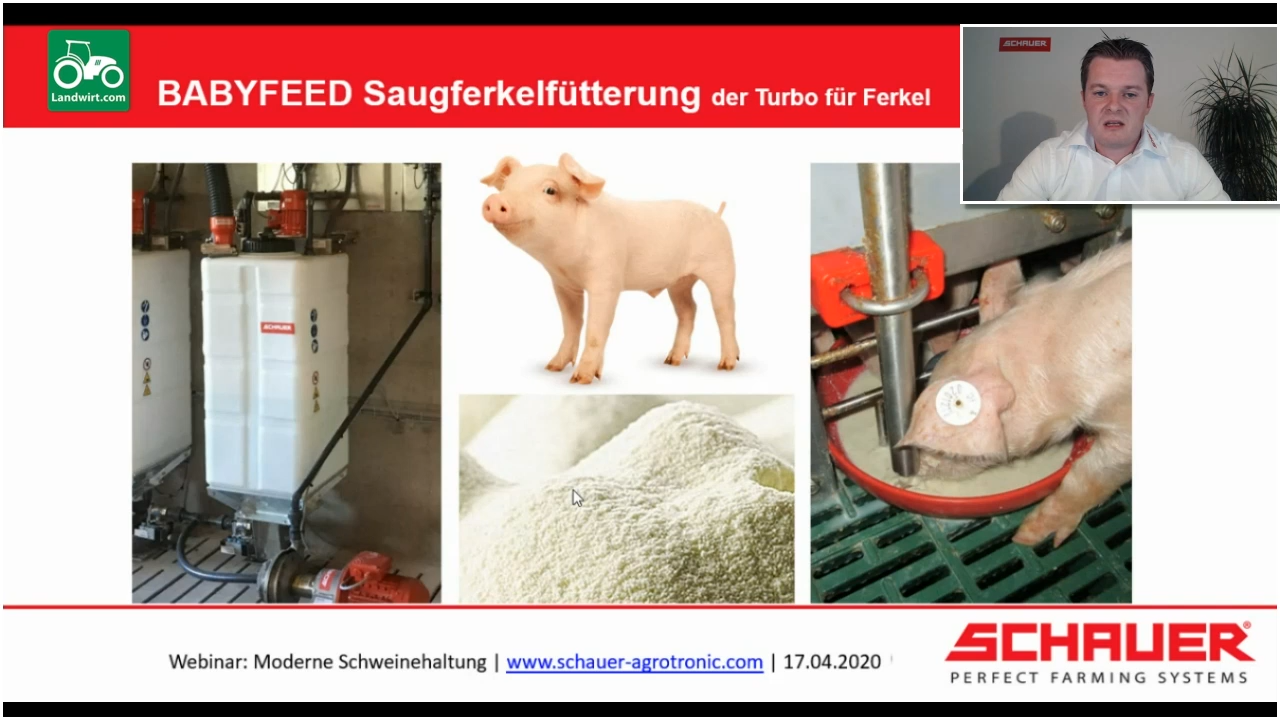 Landwirt.com
BABYFEED Saugferkelfütterung der Turbo für Ferkel
SCHAUER
SCHAUER
Webinar: Moderne Schweinehaltung | www.schauer-agrotronic.com | 17.04.2020
SCHAUER®
PERFECT FARMING SYSTEMS